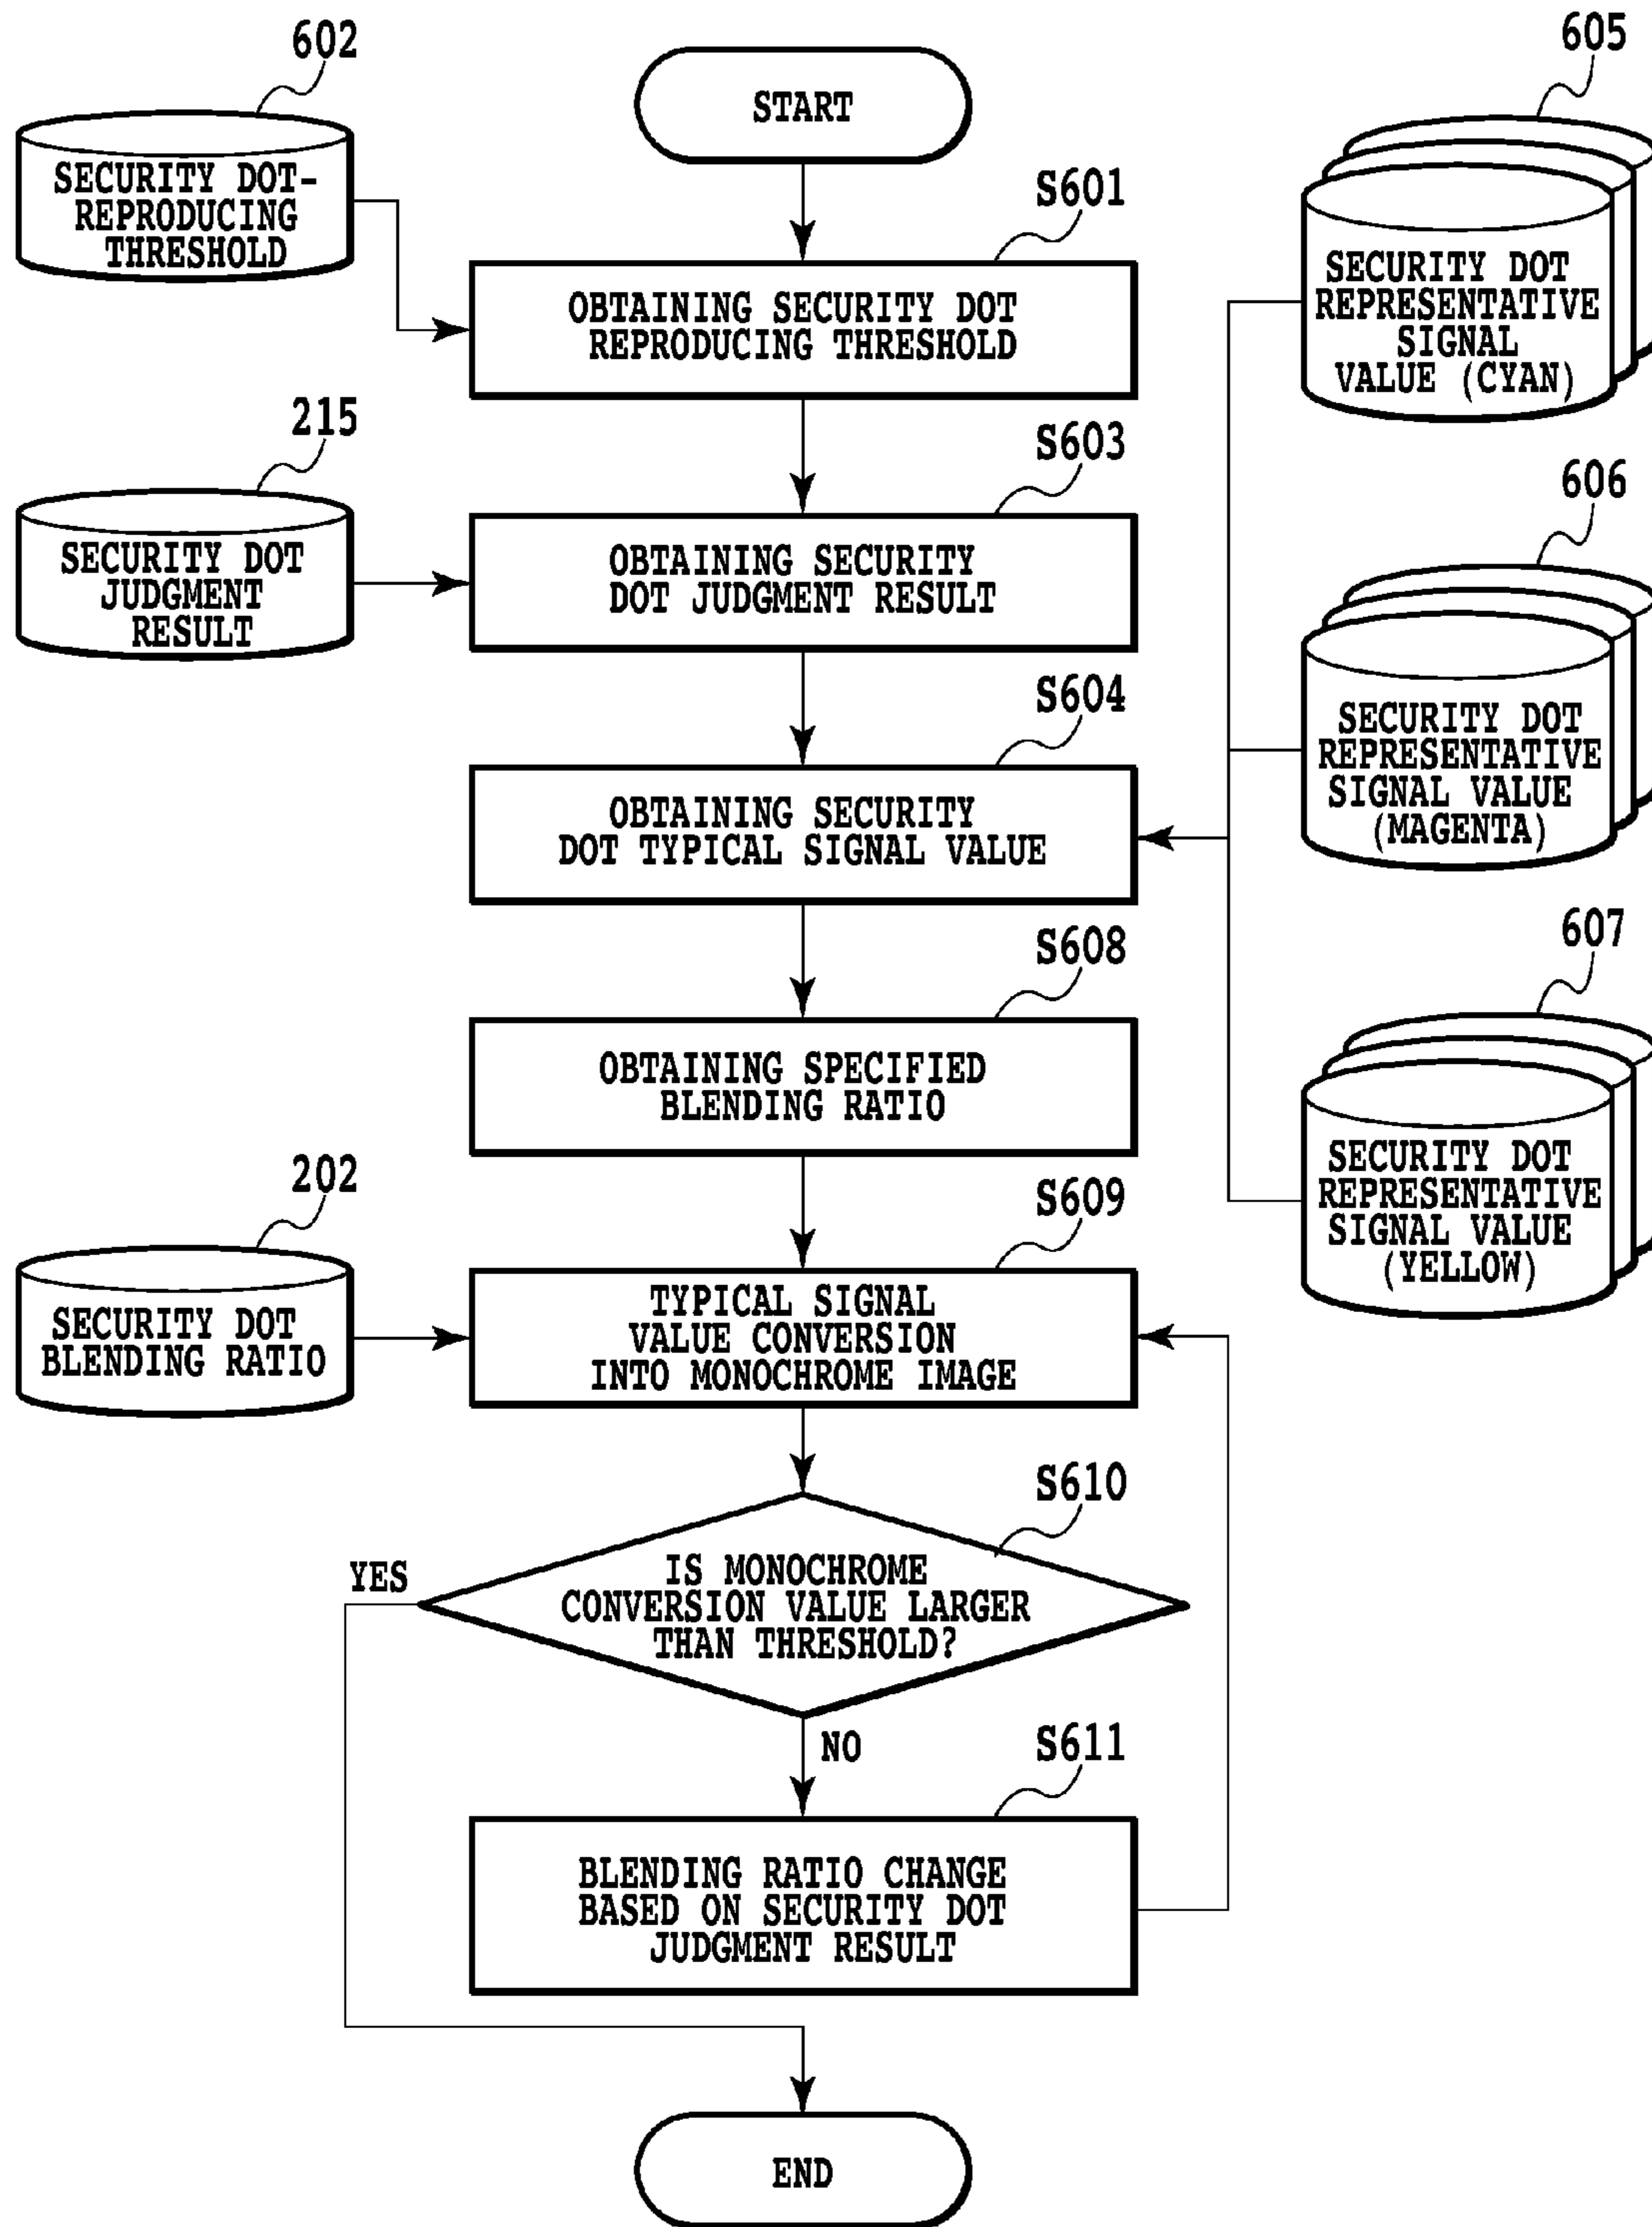 602
START
605
SECURITY DOT-
REPRODUCING
THRESHOLD
S601
OBTAINING SECURITY DOT
REPRODUCING THRESHOLD
SECURITY DOT
REPRESENTATIVE
SIGNAL
VALUE (CYAN)
215
S603
SECURITY DOT
JUDGMENT
RESULT
OBTAINING SECURITY
DOT JUDGMENT RESULT
606
S604
OBTAINING SECURITY
DOT TYPICAL SIGNAL VALUE
SECURITY DOT
REPRESENTATIVE
SIGNAL VALUE
(MAGENTA)
S608
OBTAINING SPECIFIED
BLENDING RATIO
607
SECURITY DOT
REPRESENTATIVE
SIGNAL VALUE
(YELLOW)
202
S609
SECURITY DOT
BLENDING RATIO
TYPICAL SIGNAL
VALUE CONVERSION
INTO MONOCHROME IMAGE
S610
YES
IS MONOCHROME
CONVERSION VALUE LARGER
THAN THRESHOLD?
NO
S611
BLENDING RATIO CHANGE
BASED ON SECURITY DOT
JUDGMENT RESULT
END